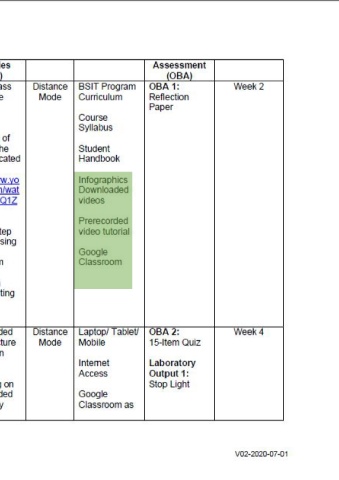 ies
Assessment
)
(OBA)
ass
Distance
Mode
BSIT Program
Curriculum
Course
Syllabus
Student
Handbook
Infographics
Downloaded
videos
Prerecorded
video tutorial
Google
Classroom
OBA 1:
Reflection
Paper
Week 2
e
of
he
cated
w.yo
m/wat
Q1Z
tep
sing
m
ting
ded
ture
n
g on
ded
y
Distance
Mode
Laptop/ Tablet/
Mobile
Internet
Access
Google
Classroom as
OBA 2:
15-Item Quiz
Laboratory
Output 1:
Stop Light
Week 4
V02-2020-07-01